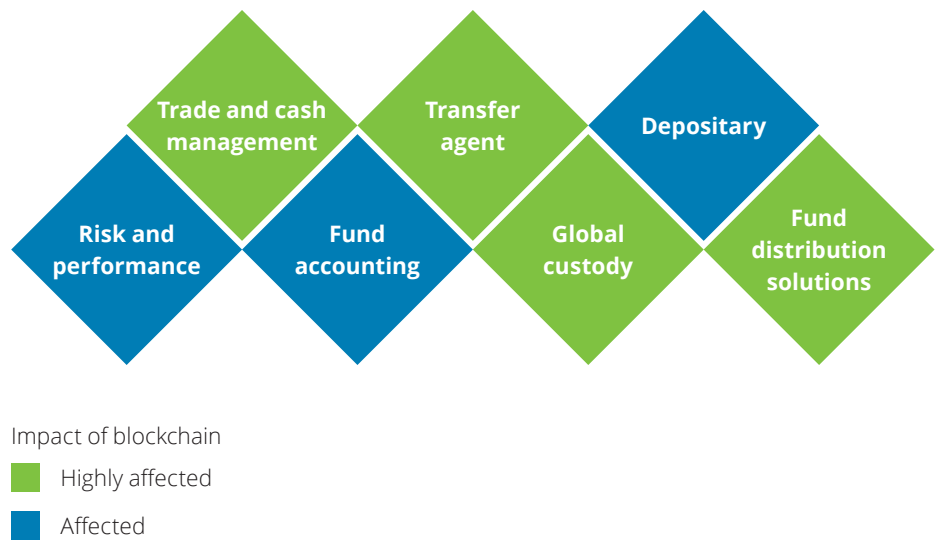 Trade and cash
management
Transfer
agent
Depositary
Risk and
performance
Fund
accounting
Global
custody
Fund
distribution
solutions
Impact of blockchain
Highly affected
Affected